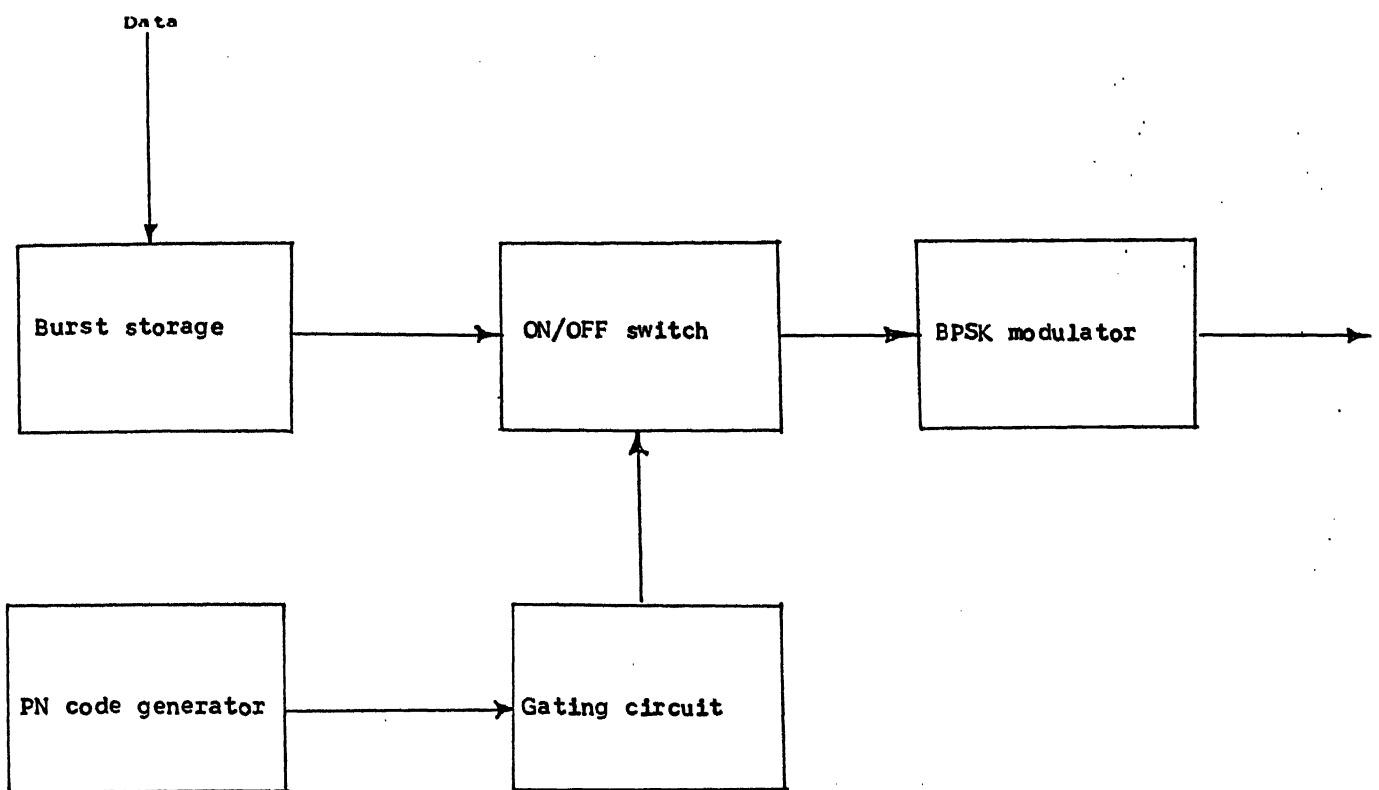 Data
Burst storage
ON/OFF switch
BPSK modulator
PN code generator
Gating circuit